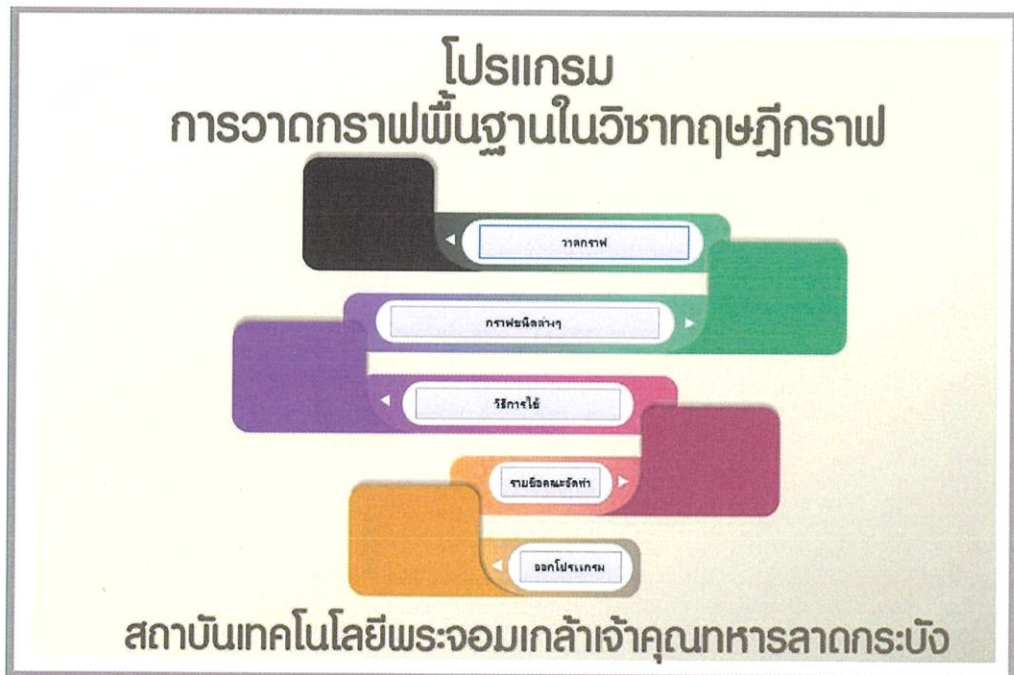 โปรแกรม
การวาดกราฟพื้นฐานในวิชาทฤษฎีกราฟ
วาดกราฟ
กราฟชนิดต่างๆ
วิธีการใช้
รายชื่อคณะจัดทำ
ออกโปรแกรม
สถาบันเทคโนโลยีพระจอมเกล้าเจ้าคุณทหารลาดกระบัง